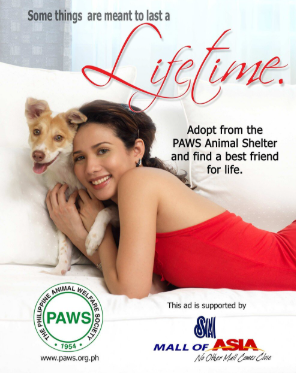 Some things are meant to last a
Lifetime.
Adopt from the
PAWS Animal Shelter
and find a best friend
for life.
THE PHILIPPINE ANIMAL WELFARE SOCIETY
PAWS
• 1954 •
www.paws.org.ph
This ad is supported by
SM
MALL OF ASIA
No Other Mall Comes Close